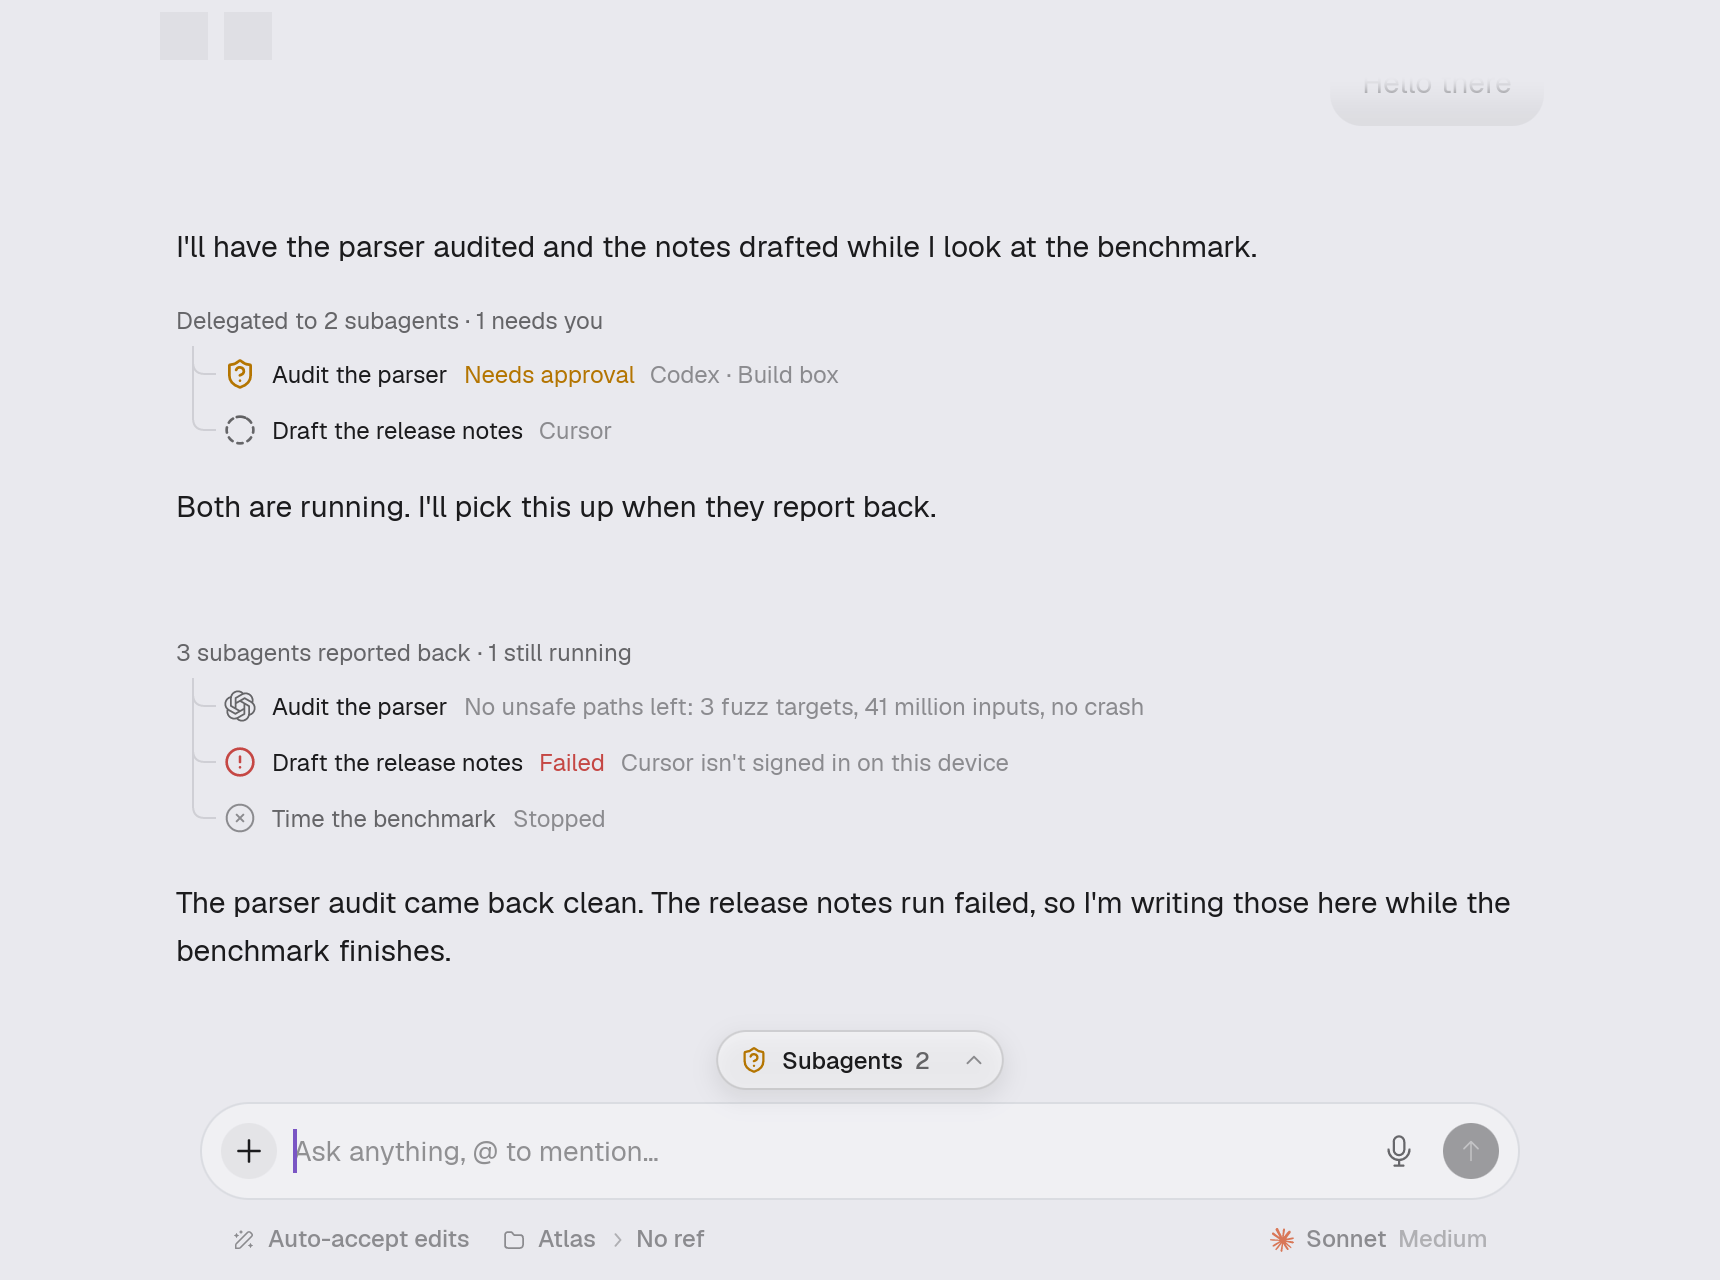 Hello there
I'll have the parser audited and the notes drafted while I look at the benchmark.
Delegated to 2 subagents · 1 needs you
Audit the parser Needs approval Codex · Build box
Draft the release notes Cursor
Both are running. I'll pick this up when they report back.
3 subagents reported back · 1 still running
Audit the parser No unsafe paths left: 3 fuzz targets, 41 million inputs, no crash
Draft the release notes Failed Cursor isn't signed in on this device
Time the benchmark Stopped
The parser audit came back clean. The release notes run failed, so I'm writing those here while the
benchmark finishes.
Subagents 2
Ask anything, @ to mention...
Auto-accept edits Atlas > No ref Sonnet Medium